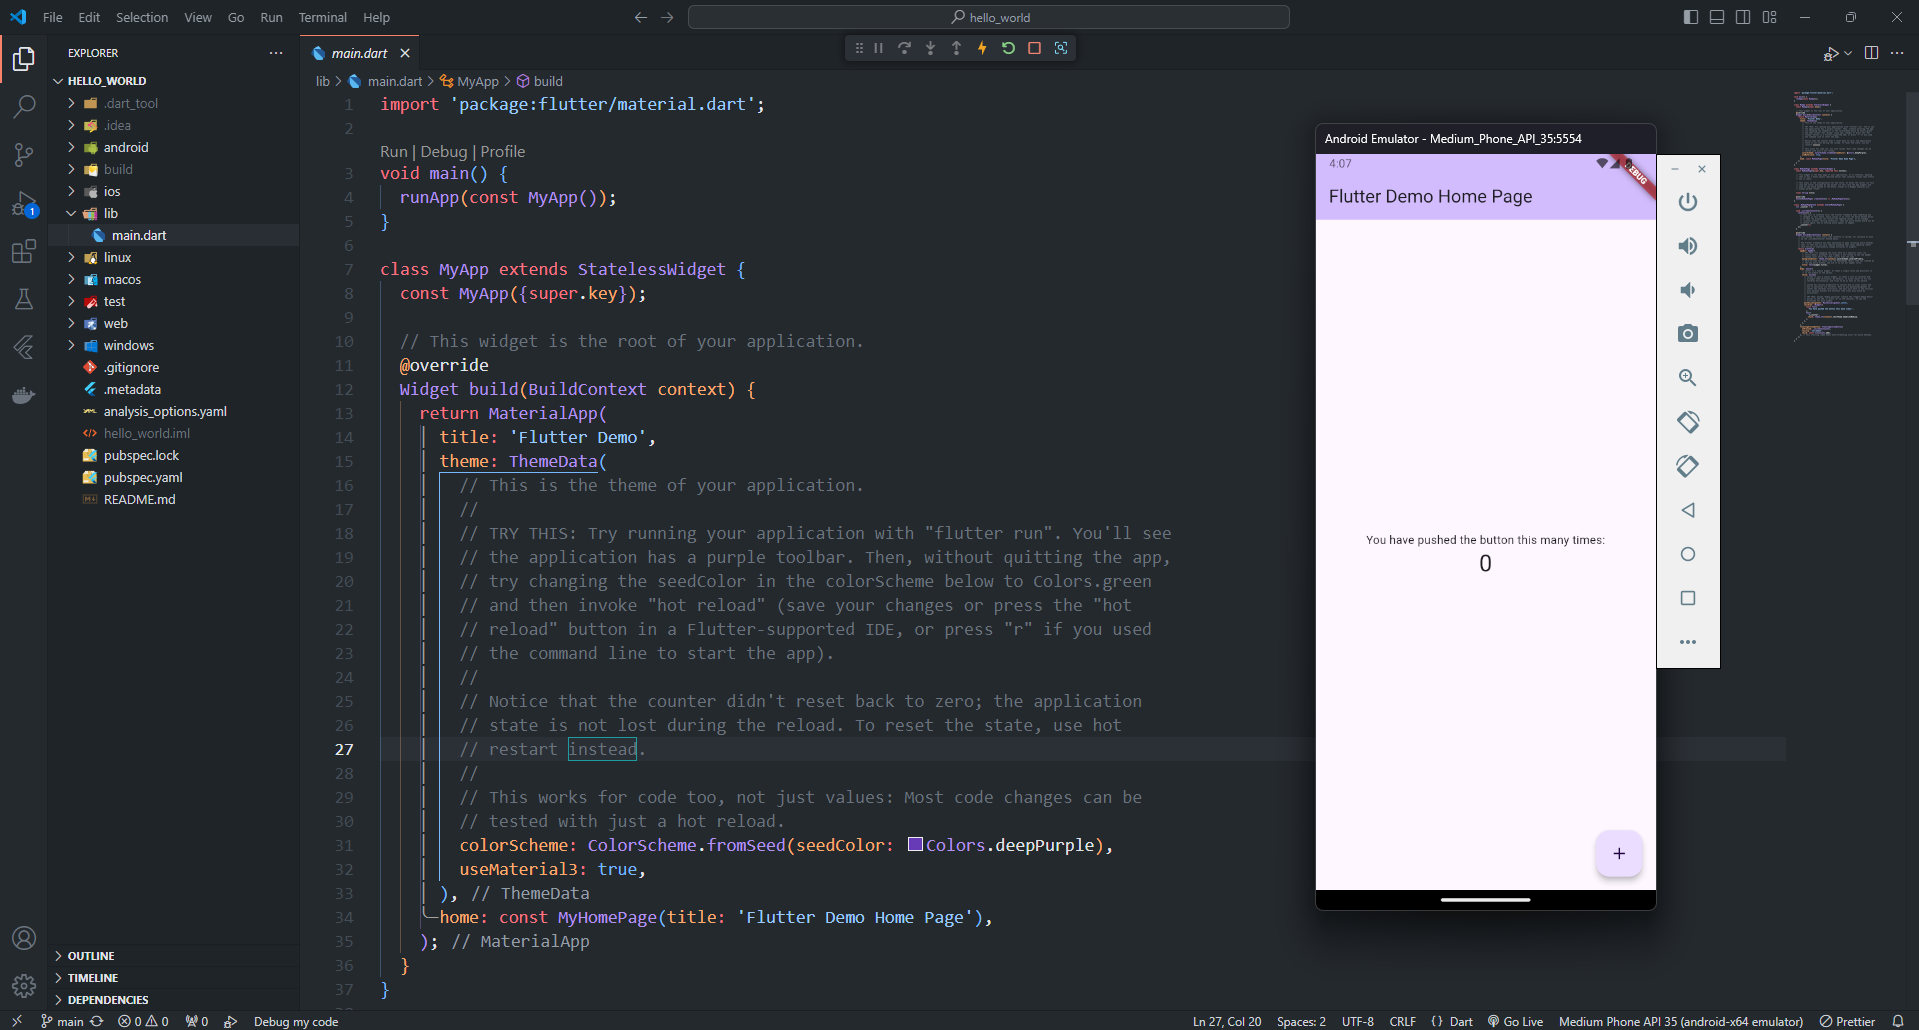 File Edit Selection View Go Run Terminal Help
hello_world
EXPLORER
HELLO_WORLD
.dart_tool
.idea
android
build
ios
lib
main.dart
linux
macos
test
web
windows
.gitignore
.metadata
analysis_options.yaml
hello_world.iml
pubspec.lock
pubspec.yaml
README.md
OUTLINE
TIMELINE
DEPENDENCIES
1
main.dart
lib > main.dart > MyApp > build
1 import 'package:flutter/material.dart';
2
Run | Debug | Profile
3 void main() {
4 runApp(const MyApp());
5 }
6
7 class MyApp extends StatelessWidget {
8 const MyApp({super.key});
9
10 // This widget is the root of your application.
11 @override
12 Widget build(BuildContext context) {
13 return MaterialApp(
14 title: 'Flutter Demo',
15 theme: ThemeData(
16 // This is the theme of your application.
17 //
18 // TRY THIS: Try running your application with "flutter run". You'll see
19 // the application has a purple toolbar. Then, without quitting the app,
20 // try changing the seedColor in the colorScheme below to Colors.green
21 // and then invoke "hot reload" (save your changes or press the "hot
22 // reload" button in a Flutter-supported IDE, or press "r" if you used
23 // the command line to start the app).
24 //
25 // Notice that the counter didn't reset back to zero; the application
26 // state is not lost during the reload. To reset the state, use hot
27 // restart instead.
28 //
29 // This works for code too, not just values: Most code changes can be
30 // tested with just a hot reload.
31 colorScheme: ColorScheme.fromSeed(seedColor: Colors.deepPurple),
32 useMaterial3: true,
33 ), // ThemeData
34 home: const MyHomePage(title: 'Flutter Demo Home Page'),
35 ); // MaterialApp
36 }
37 }
Android Emulator - Medium_Phone_API_35:5554
4:07
DEBUG
Flutter Demo Home Page
You have pushed the button this many times:
0
+
main 0 0 0 Debug my code
Ln 27, Col 20 Spaces: 2 UTF-8 CRLF {} Dart Go Live Medium Phone API 35 (android-x64 emulator) Prettier